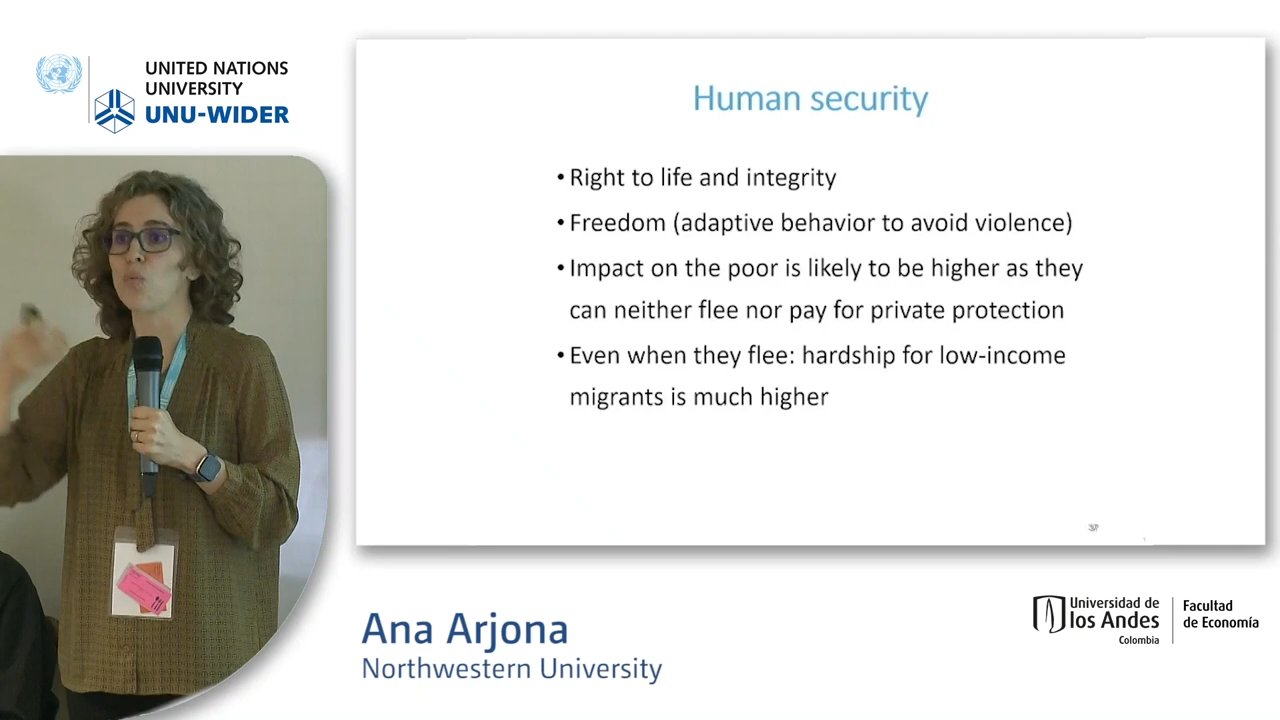 UNITED NATIONS
UNIVERSITY
UNU-WIDER
Human security
• Right to life and integrity
• Freedom (adaptive behavior to avoid violence)
• Impact on the poor is likely to be higher as they
can neither flee nor pay for private protection
• Even when they flee: hardship for low-income
migrants is much higher
Ana Arjona
Northwestern University
Universidad de
los Andes
Colombia
Facultad
de Economía